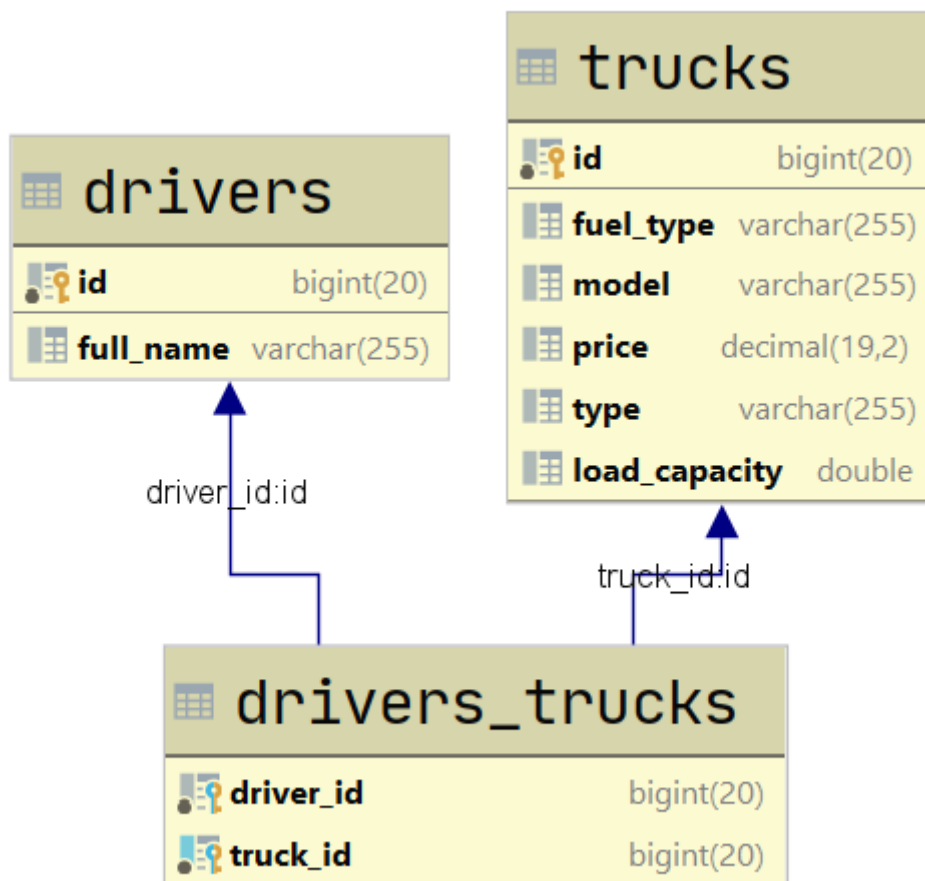 trucks
id bigint(20)
fuel_type varchar(255)
model varchar(255)
price decimal(19,2)
type varchar(255)
load_capacity double
drivers
id bigint(20)
full_name varchar(255)
driver_id:id
truck_id:id
drivers_trucks
driver_id bigint(20)
truck_id bigint(20)